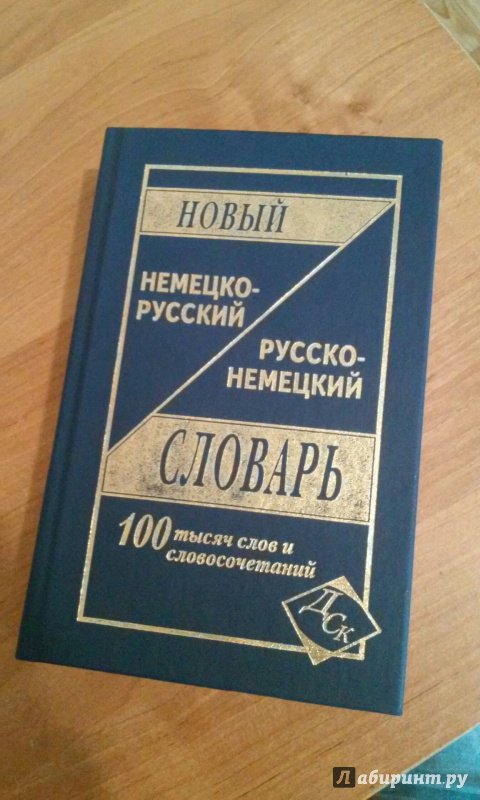 НОВЫЙ
НЕМЕЦКО-
РУССКИЙ
РУССКО-
НЕМЕЦКИЙ
СЛОВАРЬ
100 тысяч слов и
словосочетаний
ДСК
Лабиринт.ру